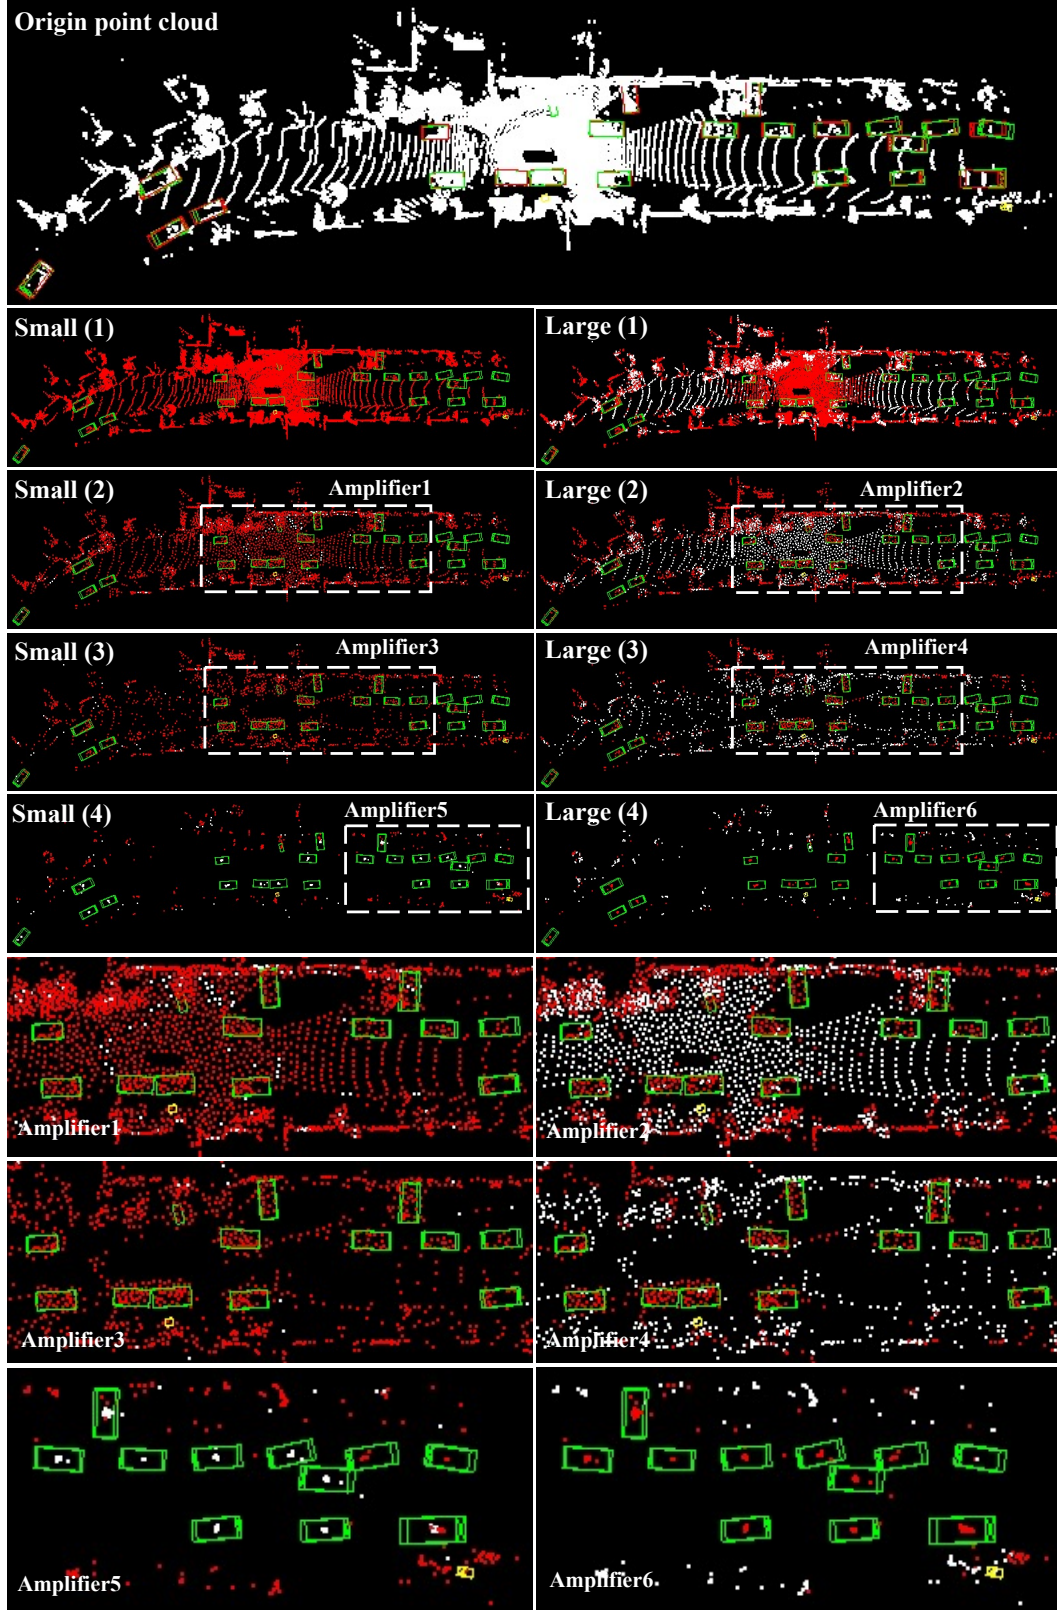 Origin point cloud
Small (1)
Large (1)
Small (2)
Amplifier1
Large (2)
Amplifier2
Small (3)
Amplifier3
Large (3)
Amplifier4
Small (4)
Amplifier5
Large (4)
Amplifier6
Amplifier1
Amplifier2
Amplifier3
Amplifier4
Amplifier5
Amplifier6